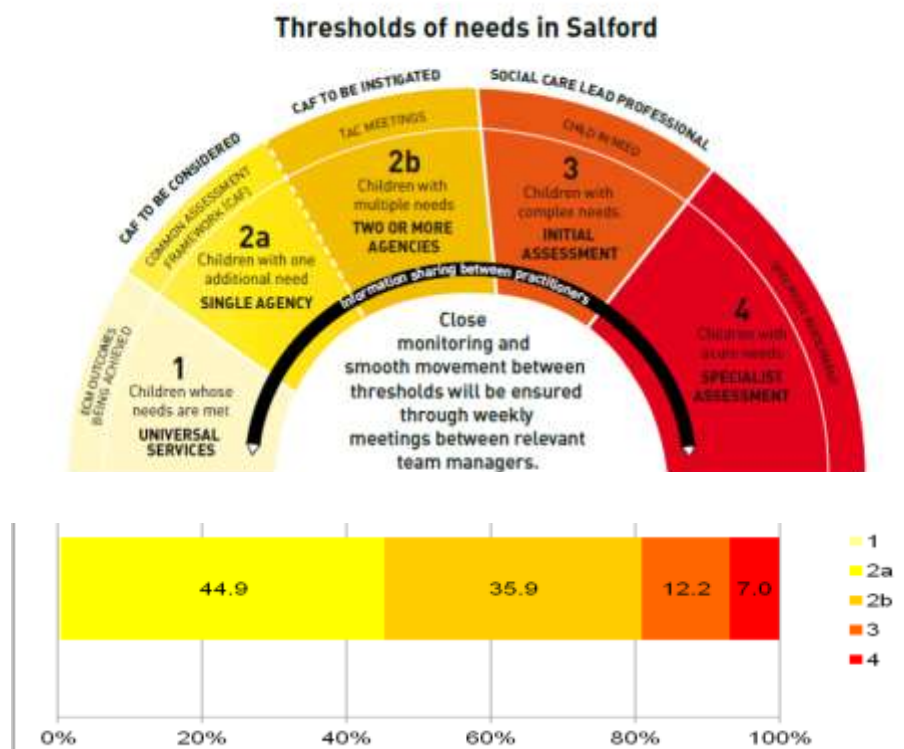 Thresholds of needs in Salford
CAF TO BE CONSIDERED
CAF TO BE INSTIGATED
SOCIAL CARE LEAD PROFESSIONAL
ECM OUTCOMES
BEING ACHIEVED
COMMON ASSESSMENT
FRAMEWORK (CAF)
TAC MEETINGS
CHILD IN NEED
1
Children whose
needs are met
UNIVERSAL
SERVICES
2a
Children with one
additional need
SINGLE AGENCY
2b
Children with
multiple needs
TWO OR MORE
AGENCIES
3
Children with
complex needs
INITIAL
ASSESSMENT
4
Children with
acute needs
SPECIALIST
ASSESSMENT
Information sharing between practitioners
Close
monitoring and
smooth movement between
thresholds will be ensured
through weekly
meetings between relevant
team managers.
44.9
35.9
12.2
7.0
1
2a
2b
3
4
0%
20%
40%
60%
80%
100%